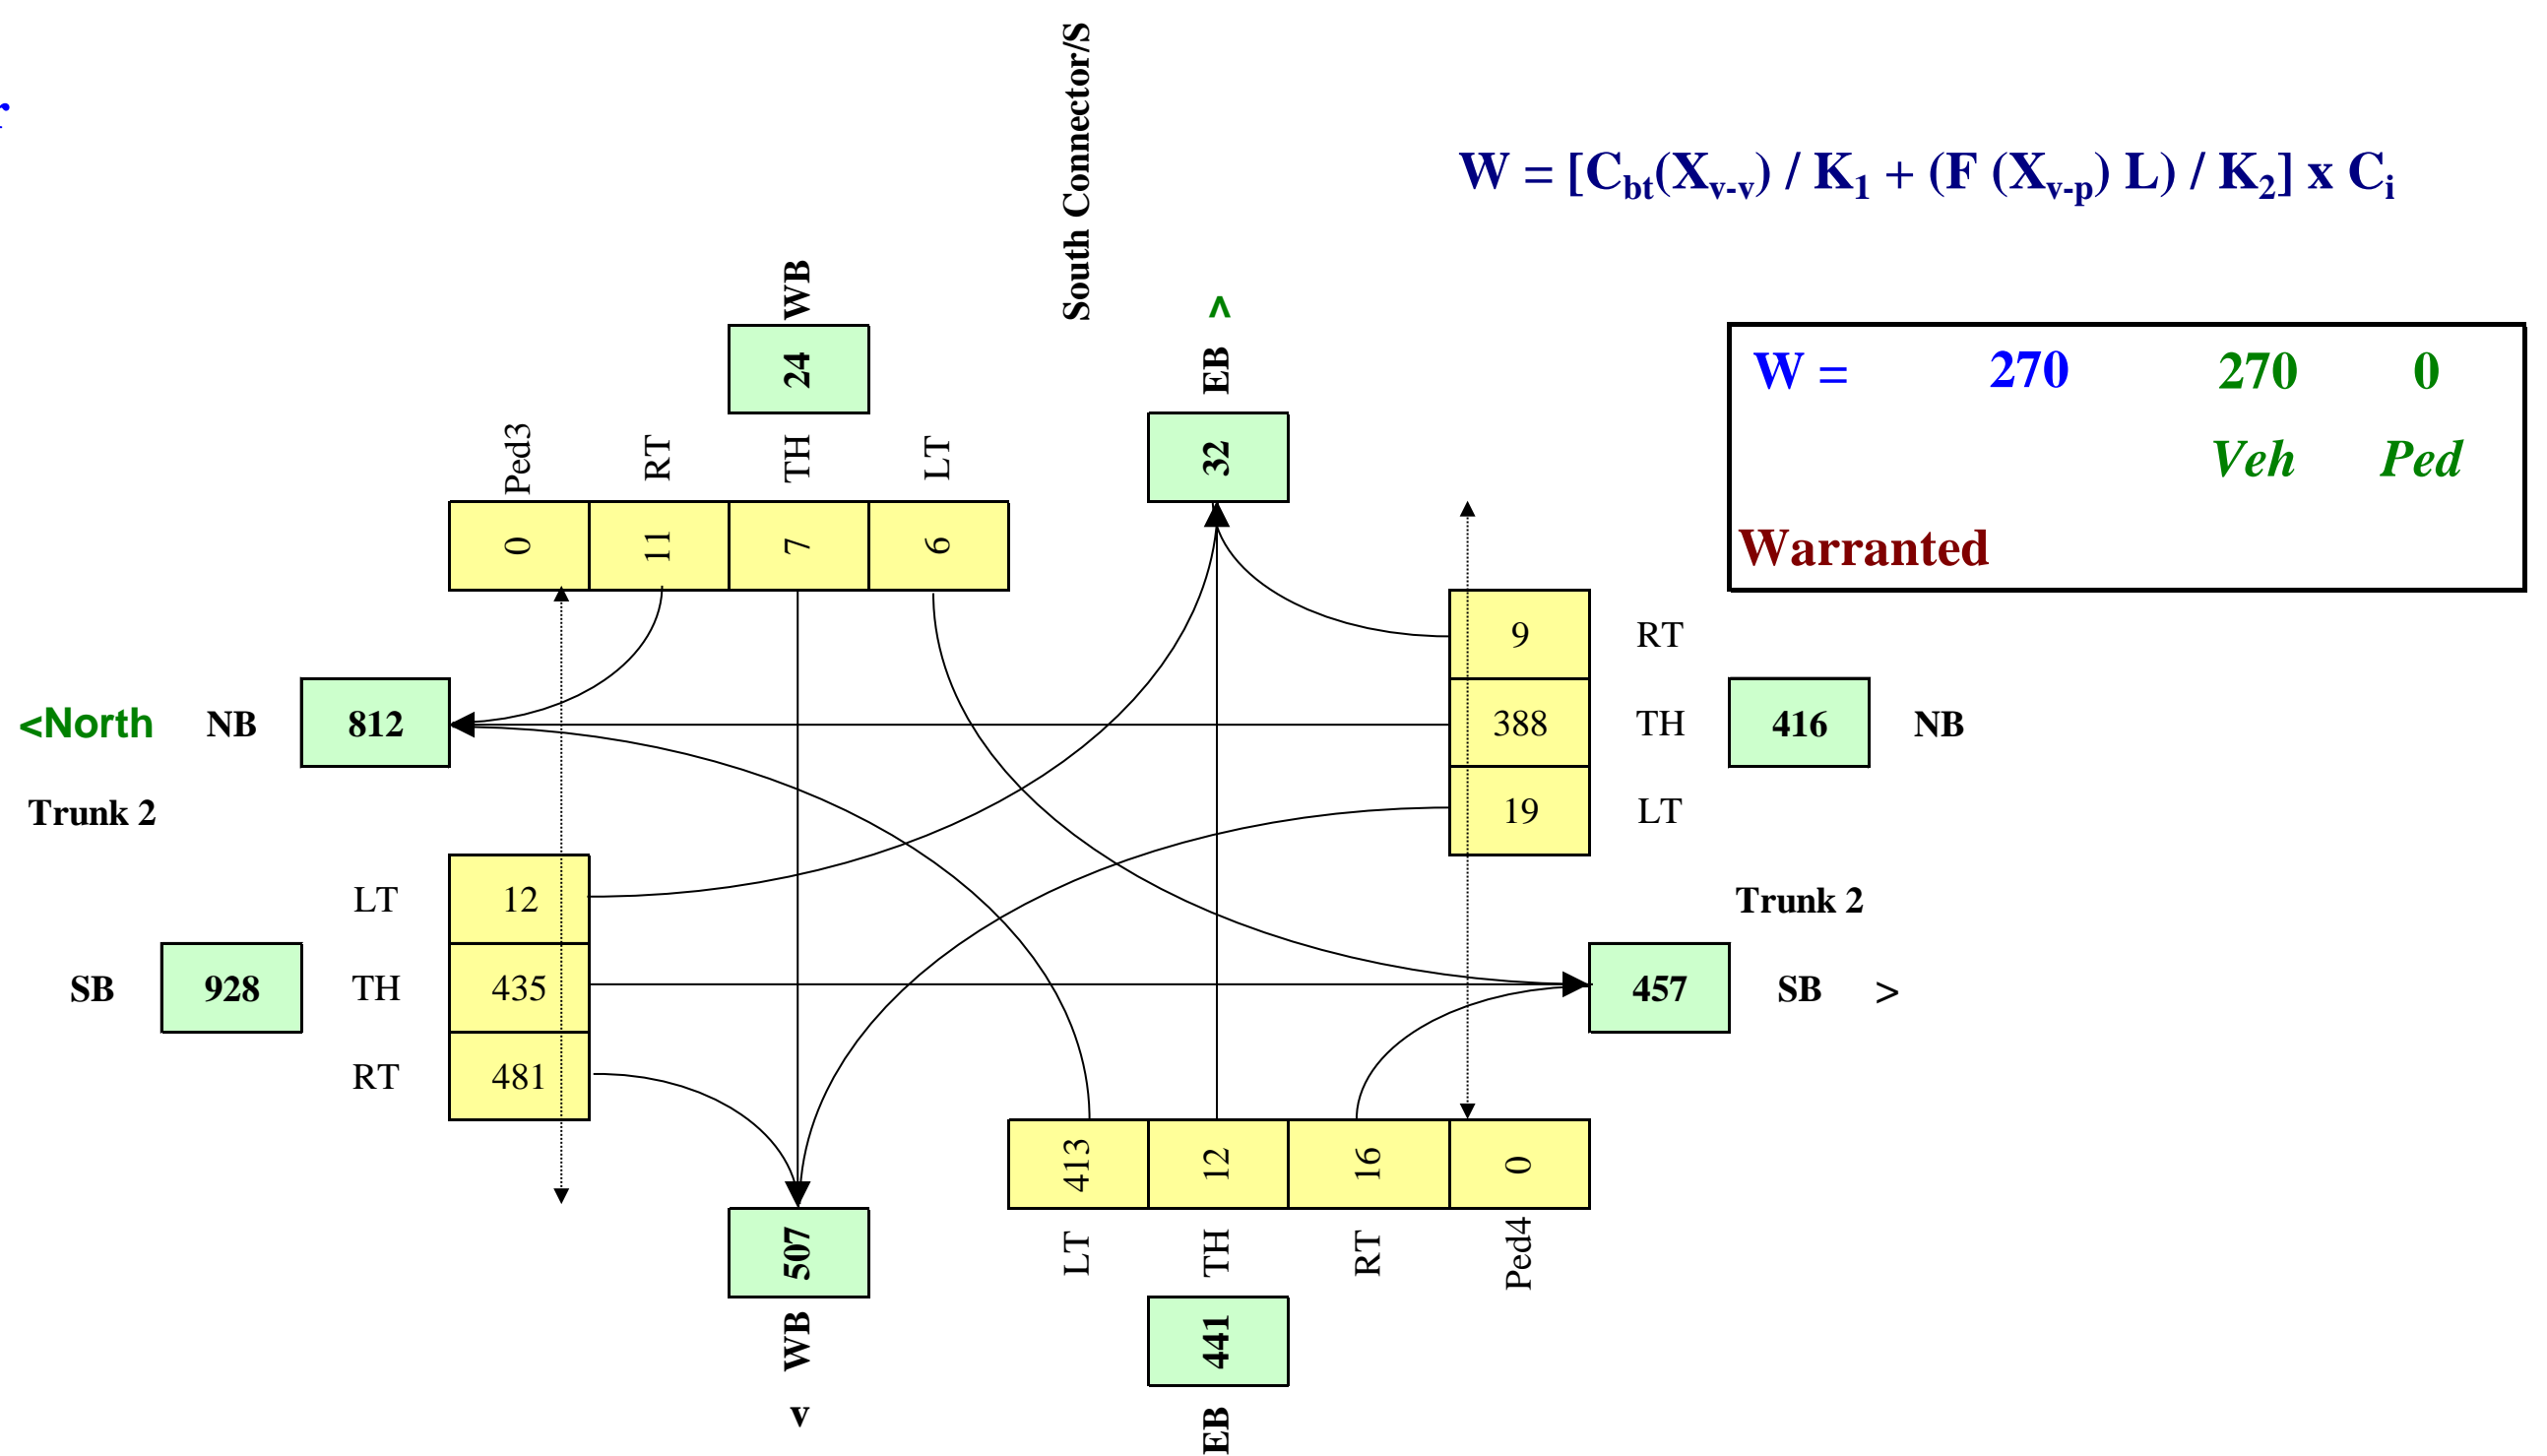 r
South Connector/S
W = [Cbt(Xv-v) / K1 + (F (Xv-p) L) / K2] x Ci
WB
24
EB ^
32
W = 270 270 0
Veh Ped
Warranted
Ped3 RT TH LT
0 11 7 6
9 RT
<North NB 812
388 TH 416 NB
19 LT
Trunk 2
LT 12
Trunk 2
SB 928 TH 435
457 SB >
RT 481
413 12 16 0
LT TH RT Ped4
507
WB
v
441
EB